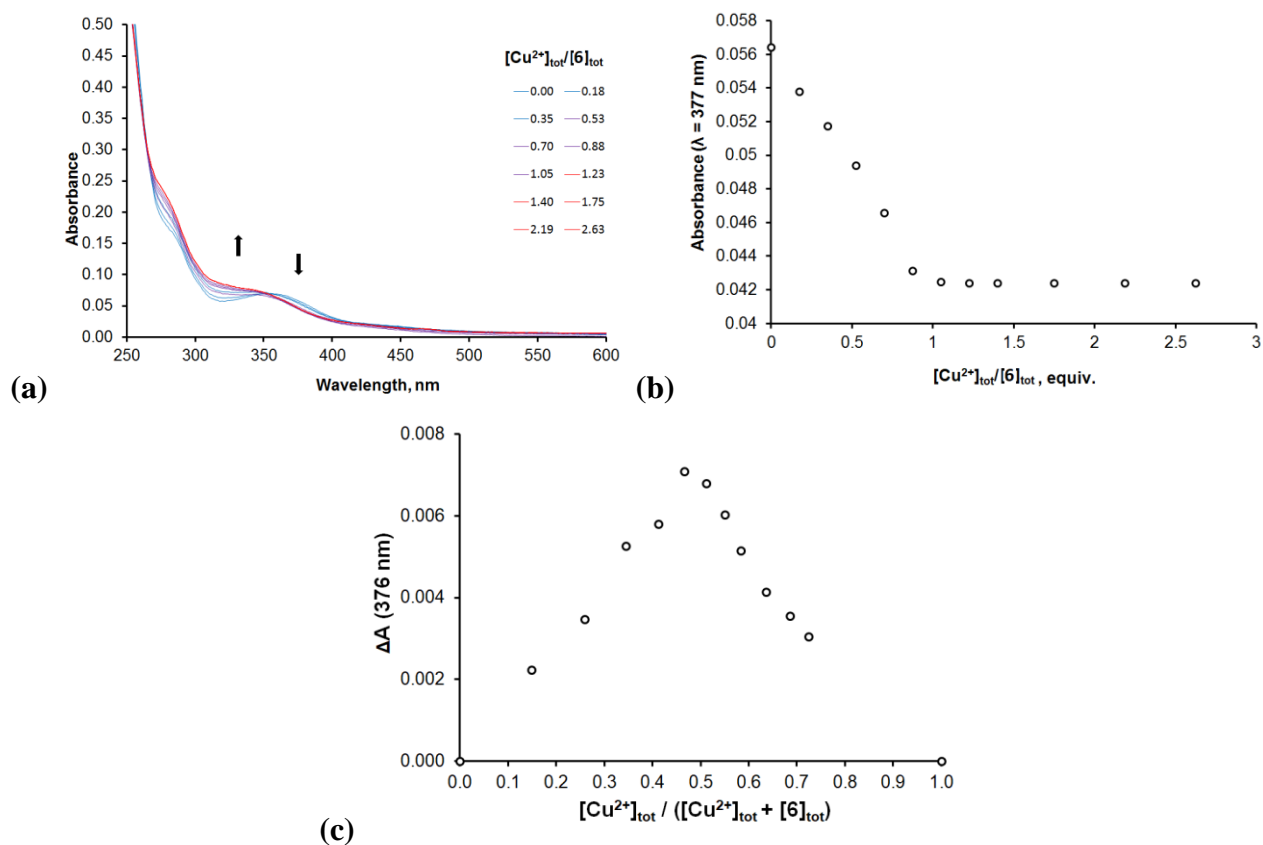 0.50
0.45
0.40
0.35
0.30
0.25
0.20
0.15
0.10
0.05
0.00
Absorbance
250 300 350 400 450 500 550 600
Wavelength, nm
[Cu²⁺]tot/[6]tot
0.00 0.18
0.35 0.53
0.70 0.88
1.05 1.23
1.40 1.75
2.19 2.63
(a)
0.058
0.056
0.054
0.052
0.05
0.048
0.046
0.044
0.042
0.04
Absorbance (λ = 377 nm)
0 0.5 1 1.5 2 2.5 3
[Cu²⁺]tot/[6]tot , equiv.
(b)
0.008
0.006
0.004
0.002
0.000
ΔA (376 nm)
0.0 0.1 0.2 0.3 0.4 0.5 0.6 0.7 0.8 0.9 1.0
[Cu²⁺]tot / ([Cu²⁺]tot + [6]tot)
(c)